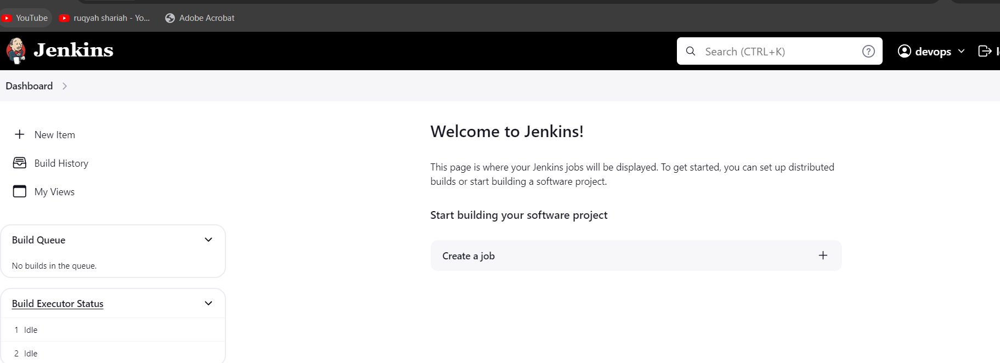 YouTube ruqyah shariah - Yo... Adobe Acrobat
Jenkins Search (CTRL+K) devops
Dashboard
New Item
Build History
My Views
Build Queue
No builds in the queue.
Build Executor Status
1 Idle
2 Idle
Welcome to Jenkins!
This page is where your Jenkins jobs will be displayed. To get started, you can set up distributed
builds or start building a software project.
Start building your software project
Create a job